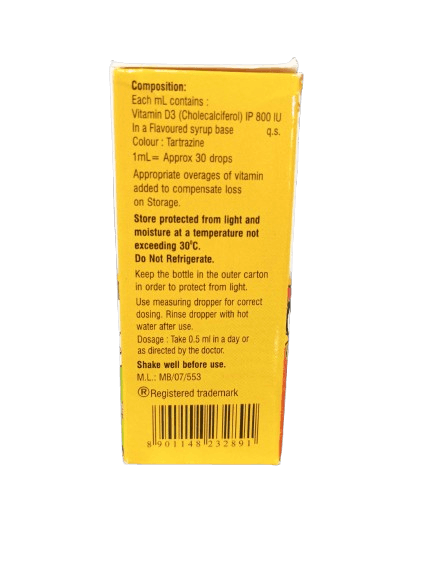 Composition:
Each mL contains :
Vitamin D3 (Cholecalciferol) IP 800 IU
In a Flavoured syrup base q.s.
Colour : Tartrazine
1mL= Approx 30 drops
Appropriate overages of vitamin
added to compensate loss
on Storage.
Store protected from light and
moisture at a temperature not
exceeding 30°C.
Do Not Refrigerate.
Keep the bottle in the outer carton
in order to protect from light.
Use measuring dropper for correct
dosing. Rinse dropper with hot
water after use.
Dosage : Take 0.5 ml in a day or
as directed by the doctor.
Shake well before use.
M.L.: MB/07/553
®Registered trademark
8 901148 232891